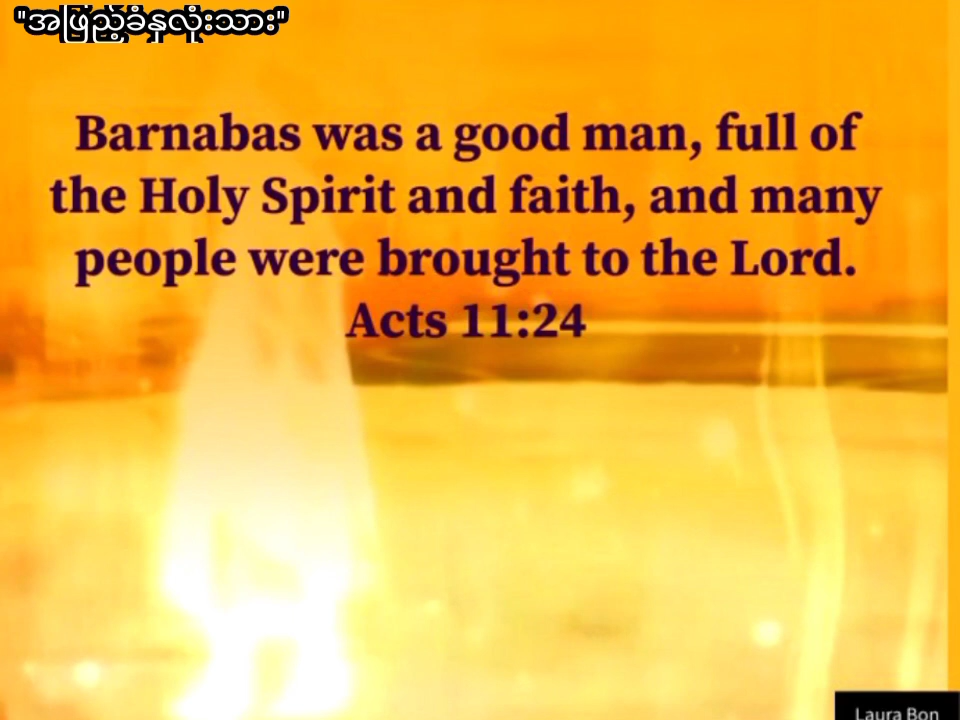 "အဖြည့်ခံနှလုံးသား"
Barnabas was a good man, full of
the Holy Spirit and faith, and many
people were brought to the Lord.
Acts 11:24
Laura Bon